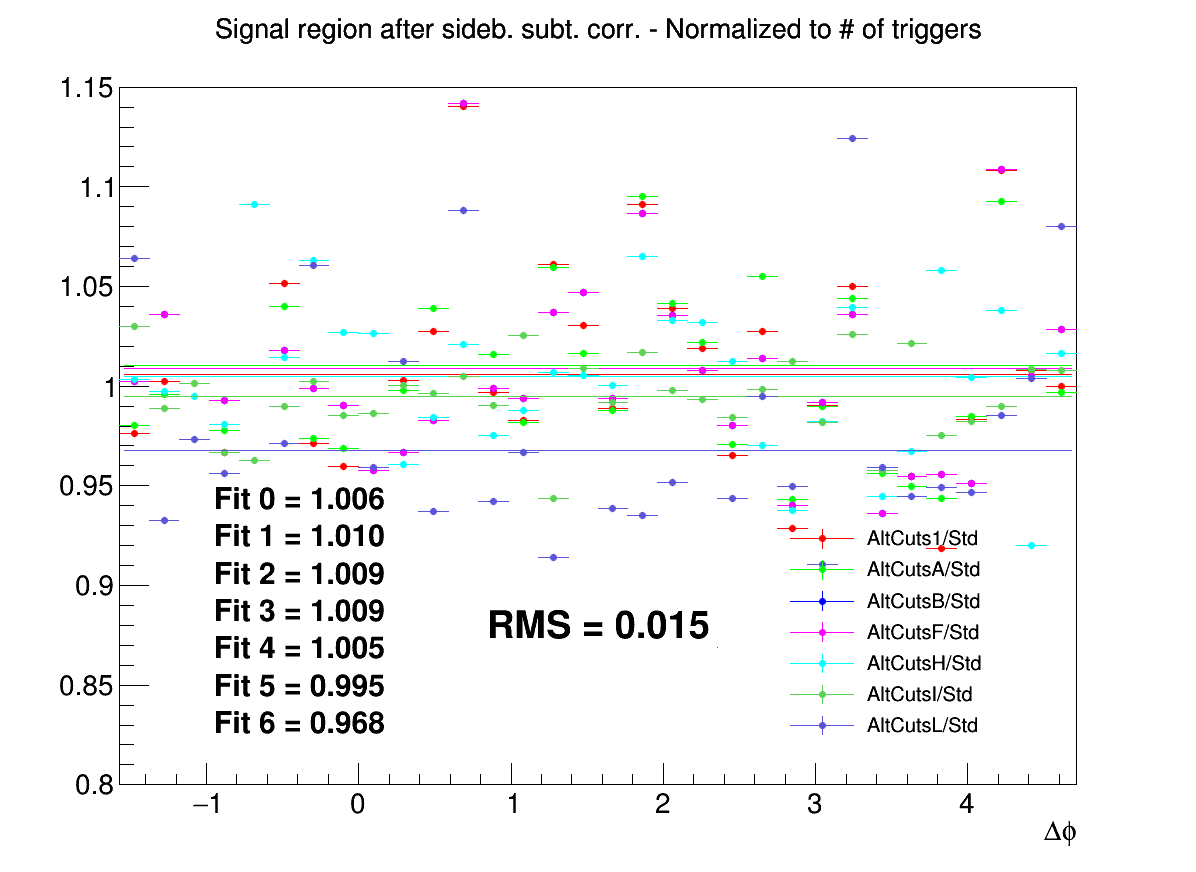 Signal region after sideb. subt. corr. - Normalized to # of triggers
1.15
1.1
1.05
1
0.95
0.9
0.85
0.8
Fit 0 = 1.006
Fit 1 = 1.010
Fit 2 = 1.009
Fit 3 = 1.009
Fit 4 = 1.005
Fit 5 = 0.995
Fit 6 = 0.968
RMS = 0.015
AltCuts1/Std
AltCutsA/Std
AltCutsB/Std
AltCutsF/Std
AltCutsH/Std
AltCutsI/Std
AltCutsL/Std
−1 0 1 2 3 4
Δφ